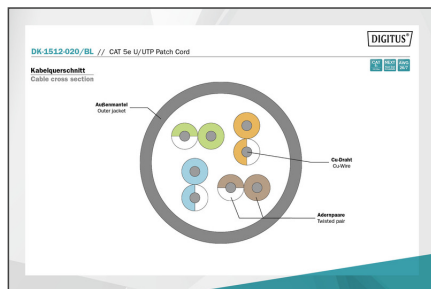 DIGITUS®
DK-1512-020/BL // CAT 5e U/UTP Patch Cord
Kabelquerschnitt
Cable cross section
Außenmantel
Outer jacket
Cu-Draht
Cu-Wire
Adernpaare
Twisted pair